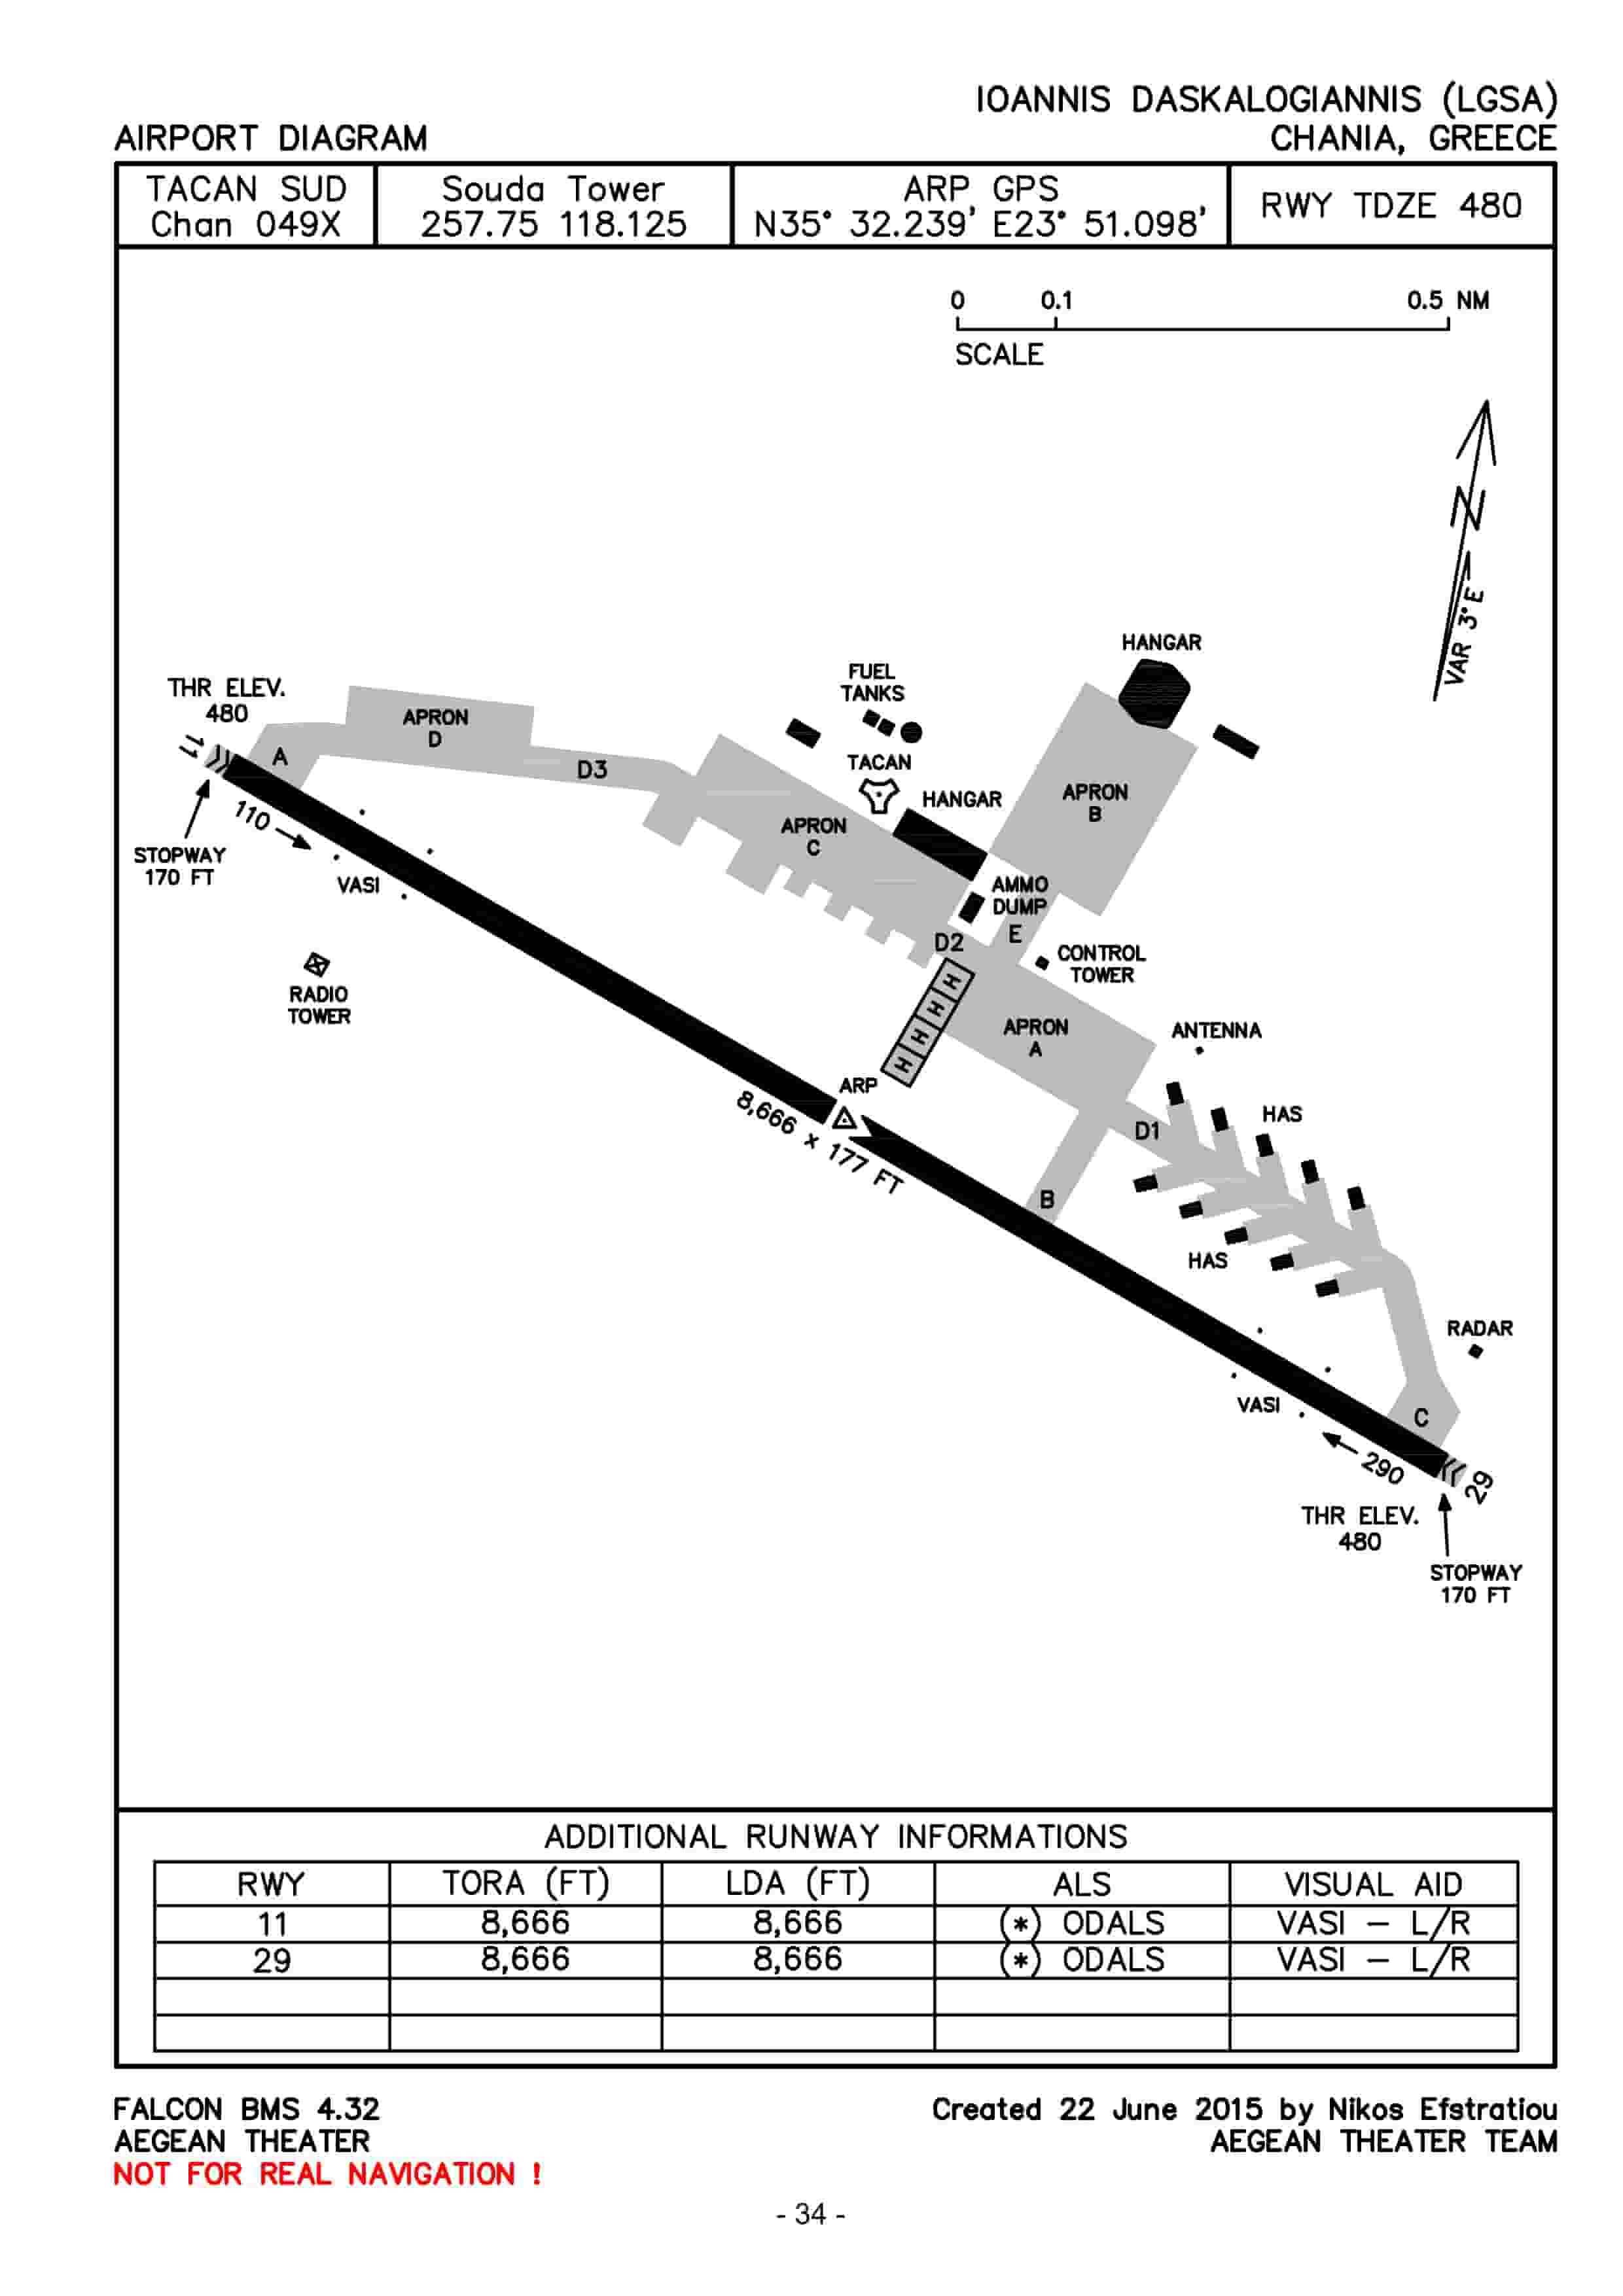 IOANNIS DASKALOGIANNIS (LGSA)
AIRPORT DIAGRAM
CHANIA, GREECE
TACAN SUD
Chan 049X
Souda Tower
257.75 118.125
ARP GPS
N35° 32.239' E23° 51.098'
RWY TDZE 480
0 0.1 0.5 NM
SCALE
N
VAR 3°E
HANGAR
FUEL
TANKS
THR ELEV.
480
APRON
D
11
A
D3
TACAN
HANGAR
APRON
B
110
APRON
C
STOPWAY
170 FT
VASI
AMMO
DUMP
E
D2
CONTROL
TOWER
RADIO
TOWER
H
H
H
H
APRON
A
ANTENNA
ARP
8,666 x 177 FT
HAS
D1
B
HAS
RADAR
VASI
C
290
29
THR ELEV.
480
STOPWAY
170 FT
ADDITIONAL RUNWAY INFORMATIONS
RWY TORA (FT) LDA (FT) ALS VISUAL AID
11 8,666 8,666 (*) ODALS VASI – L/R
29 8,666 8,666 (*) ODALS VASI – L/R
FALCON BMS 4.32
AEGEAN THEATER
NOT FOR REAL NAVIGATION !
Created 22 June 2015 by Nikos Efstratiou
AEGEAN THEATER TEAM
- 34 -